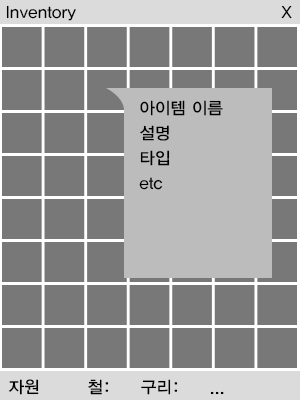 Inventory X
아이템 이름
설명
타입
etc
자원 철: 구리: ...